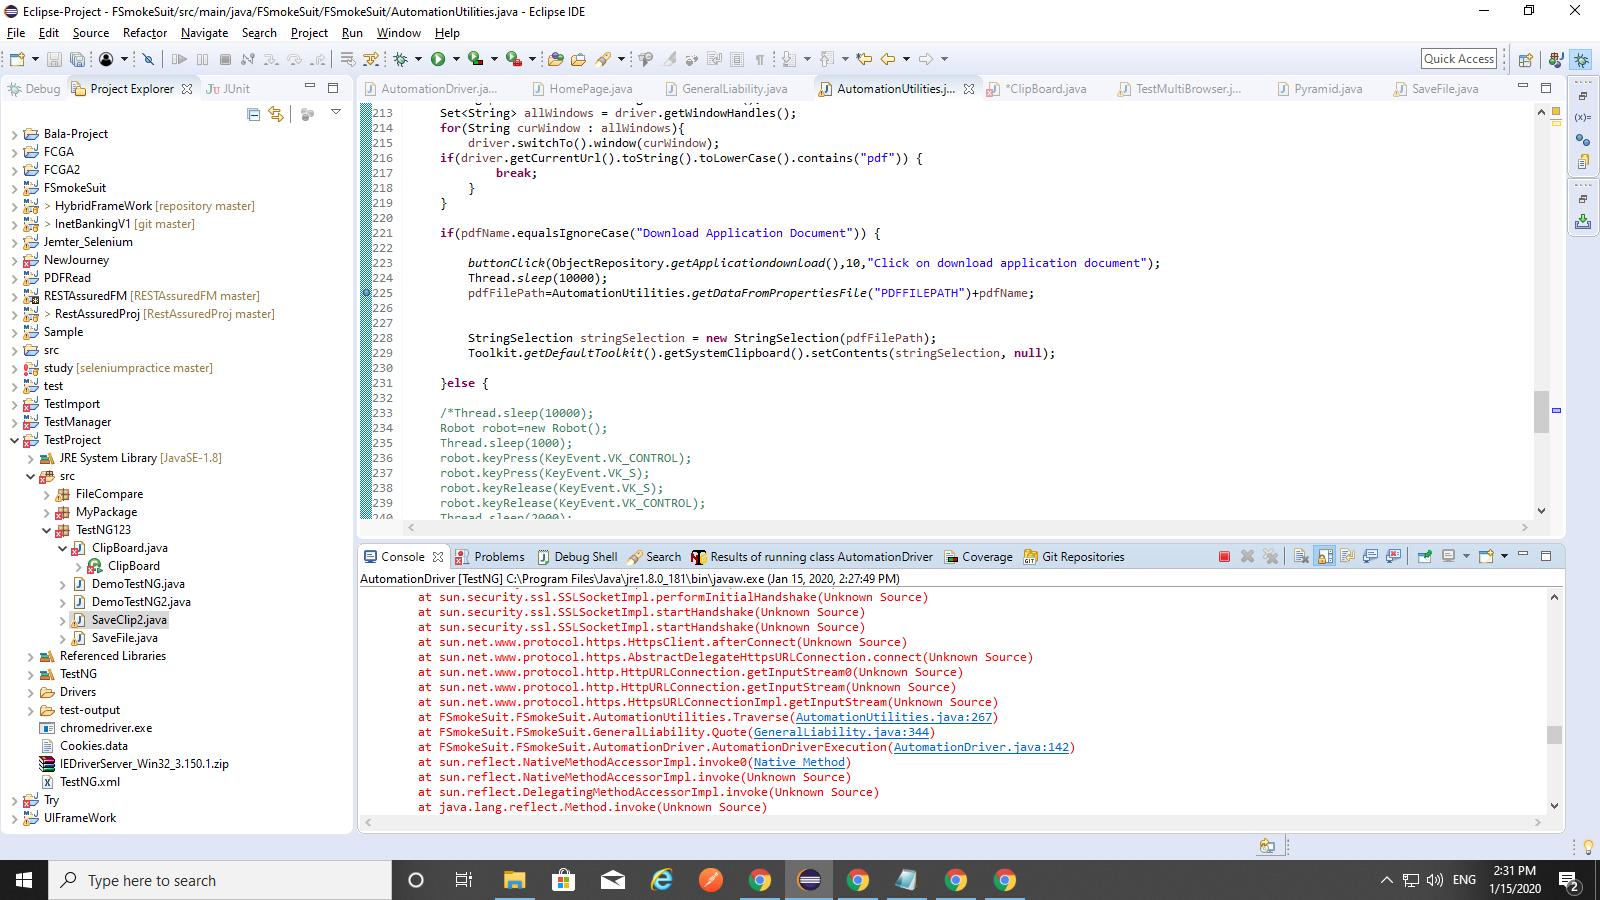 Eclipse-Project - FSmokeSuit/src/main/java/FSmokeSuit/FSmokeSuit/AutomationUtilities.java - Eclipse IDE
File Edit Source Refactor Navigate Search Project Run Window Help
Quick Access
Debug Project Explorer JUnit
AutomationDriver.ja... HomePage.java GeneralLiability.java AutomationUtilities.j... *ClipBoard.java TestMultiBrowser.j... Pyramid.java SaveFile.java
Bala-Project
FCGA
FCGA2
FSmokeSuit
> HybridFrameWork [repository master]
> InetBankingV1 [git master]
Jemter_Selenium
NewJourney
PDFRead
RESTAssuredFM [RESTAssuredFM master]
> RestAssuredProj [RestAssuredProj master]
Sample
src
study [seleniumpractice master]
test
TestImport
TestManager
TestProject
JRE System Library [JavaSE-1.8]
src
FileCompare
MyPackage
TestNG123
ClipBoard.java
ClipBoard
DemoTestNG.java
DemoTestNG2.java
SaveClip2.java
SaveFile.java
Referenced Libraries
TestNG
Drivers
test-output
chromedriver.exe
Cookies.data
IEDriverServer_Win32_3.150.1.zip
TestNG.xml
Try
UIFrameWork
213 Set<String> allWindows = driver.getWindowHandles();
214 for(String curWindow : allWindows){
215 driver.switchTo().window(curWindow);
216 if(driver.getCurrentUrl().toString().toLowerCase().contains("pdf")) {
217 break;
218 }
219 }
220
221 if(pdfName.equalsIgnoreCase("Download Application Document")) {
222
223 buttonClick(ObjectRepository.getApplicationdownload(),10,"Click on download application document");
224 Thread.sleep(10000);
225 pdfFilePath=AutomationUtilities.getDataFromPropertiesFile("PDFFILEPATH")+pdfName;
226
227
228 StringSelection stringSelection = new StringSelection(pdfFilePath);
229 Toolkit.getDefaultToolkit().getSystemClipboard().setContents(stringSelection, null);
230
231 }else {
232
233 /*Thread.sleep(10000);
234 Robot robot=new Robot();
235 Thread.sleep(1000);
236 robot.keyPress(KeyEvent.VK_CONTROL);
237 robot.keyPress(KeyEvent.VK_S);
238 robot.keyRelease(KeyEvent.VK_S);
239 robot.keyRelease(KeyEvent.VK_CONTROL);
240 Thread.sleep(2000);
Console Problems Debug Shell Search Results of running class AutomationDriver Coverage Git Repositories
AutomationDriver [TestNG] C:\Program Files\Java\jre1.8.0_181\bin\javaw.exe (Jan 15, 2020, 2:27:49 PM)
at sun.security.ssl.SSLSocketImpl.performInitialHandshake(Unknown Source)
at sun.security.ssl.SSLSocketImpl.startHandshake(Unknown Source)
at sun.security.ssl.SSLSocketImpl.startHandshake(Unknown Source)
at sun.net.www.protocol.https.HttpsClient.afterConnect(Unknown Source)
at sun.net.www.protocol.https.AbstractDelegateHttpsURLConnection.connect(Unknown Source)
at sun.net.www.protocol.http.HttpURLConnection.getInputStream0(Unknown Source)
at sun.net.www.protocol.http.HttpURLConnection.getInputStream(Unknown Source)
at sun.net.www.protocol.https.HttpsURLConnectionImpl.getInputStream(Unknown Source)
at FSmokeSuit.FSmokeSuit.AutomationUtilities.Traverse(AutomationUtilities.java:267)
at FSmokeSuit.FSmokeSuit.GeneralLiability.Quote(GeneralLiability.java:344)
at FSmokeSuit.FSmokeSuit.AutomationDriver.AutomationDriverExecution(AutomationDriver.java:142)
at sun.reflect.NativeMethodAccessorImpl.invoke0(Native Method)
at sun.reflect.NativeMethodAccessorImpl.invoke(Unknown Source)
at sun.reflect.DelegatingMethodAccessorImpl.invoke(Unknown Source)
at java.lang.reflect.Method.invoke(Unknown Source)
Type here to search
ENG
2:31 PM
1/15/2020
2